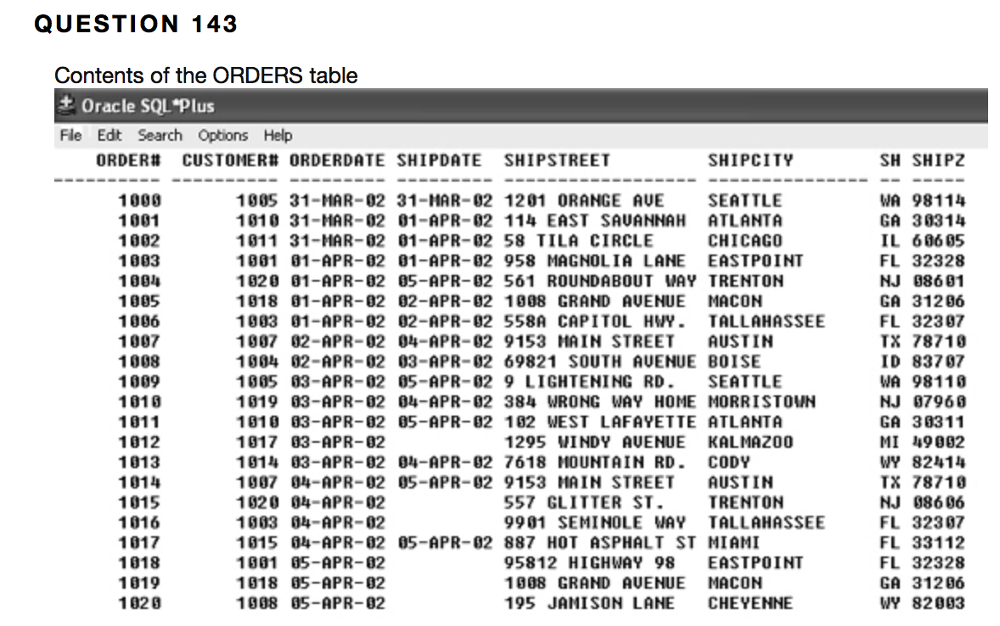 QUESTION 143
Contents of the ORDERS table
Oracle SQL*Plus
File Edit Search Options Help
ORDER# CUSTOMER# ORDERDATE SHIPDATE SHIPSTREET SHIPCITY SH SHIPZ
---------- ---------- --------- --------- ------------------ --------------- -- -----
1000 1005 31-MAR-02 31-MAR-02 1201 ORANGE AVE SEATTLE WA 98114
1001 1010 31-MAR-02 01-APR-02 114 EAST SAVANNAH ATLANTA GA 30314
1002 1011 31-MAR-02 01-APR-02 58 TILA CIRCLE CHICAGO IL 60605
1003 1001 01-APR-02 01-APR-02 958 MAGNOLIA LANE EASTPOINT FL 32328
1004 1020 01-APR-02 05-APR-02 561 ROUNDABOUT WAY TRENTON NJ 08601
1005 1018 01-APR-02 02-APR-02 1008 GRAND AVENUE MACON GA 31206
1006 1003 01-APR-02 02-APR-02 558A CAPITOL HWY. TALLAHASSEE FL 32307
1007 1007 02-APR-02 04-APR-02 9153 MAIN STREET AUSTIN TX 78710
1008 1004 02-APR-02 03-APR-02 69821 SOUTH AVENUE BOISE ID 83707
1009 1005 03-APR-02 05-APR-02 9 LIGHTENING RD. SEATTLE WA 98110
1010 1019 03-APR-02 04-APR-02 384 WRONG WAY HOME MORRISTOWN NJ 07960
1011 1010 03-APR-02 05-APR-02 102 WEST LAFAYETTE ATLANTA GA 30311
1012 1017 03-APR-02 1295 WINDY AVENUE KALMAZOO MI 49002
1013 1014 03-APR-02 04-APR-02 7618 MOUNTAIN RD. CODY WY 82414
1014 1007 04-APR-02 05-APR-02 9153 MAIN STREET AUSTIN TX 78710
1015 1020 04-APR-02 557 GLITTER ST. TRENTON NJ 08606
1016 1003 04-APR-02 9901 SEMINOLE WAY TALLAHASSEE FL 32307
1017 1015 04-APR-02 05-APR-02 887 HOT ASPHALT ST MIAMI FL 33112
1018 1001 05-APR-02 95812 HIGHWAY 98 EASTPOINT FL 32328
1019 1018 05-APR-02 1008 GRAND AVENUE MACON GA 31206
1020 1008 05-APR-02 195 JAMISON LANE CHEYENNE WY 82003